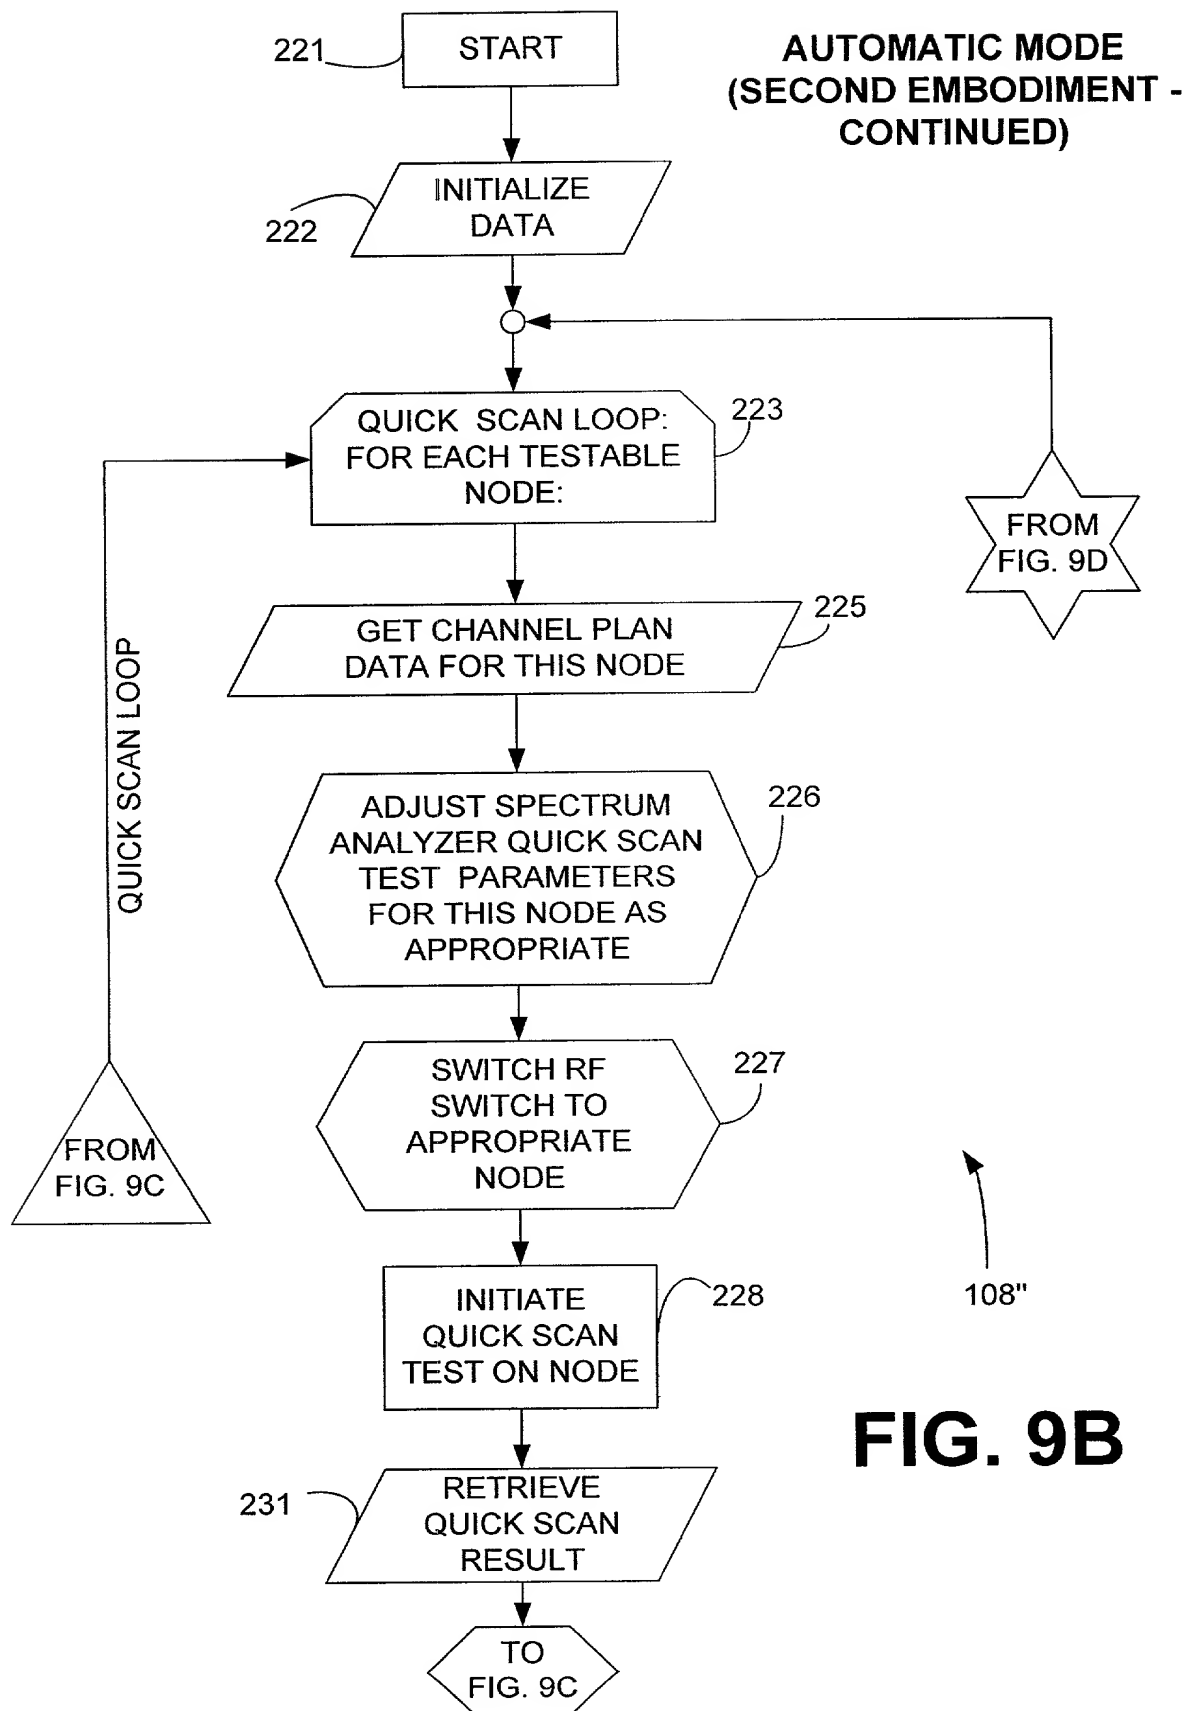 221
START
AUTOMATIC MODE
(SECOND EMBODIMENT -
CONTINUED)
222
INITIALIZE
DATA
QUICK SCAN LOOP:
FOR EACH TESTABLE
NODE:
223
FROM
FIG. 9D
GET CHANNEL PLAN
DATA FOR THIS NODE
225
QUICK SCAN LOOP
ADJUST SPECTRUM
ANALYZER QUICK SCAN
TEST PARAMETERS
FOR THIS NODE AS
APPROPRIATE
226
SWITCH RF
SWITCH TO
APPROPRIATE
NODE
227
FROM
FIG. 9C
INITIATE
QUICK SCAN
TEST ON NODE
228
108"
FIG. 9B
231
RETRIEVE
QUICK SCAN
RESULT
TO
FIG. 9C